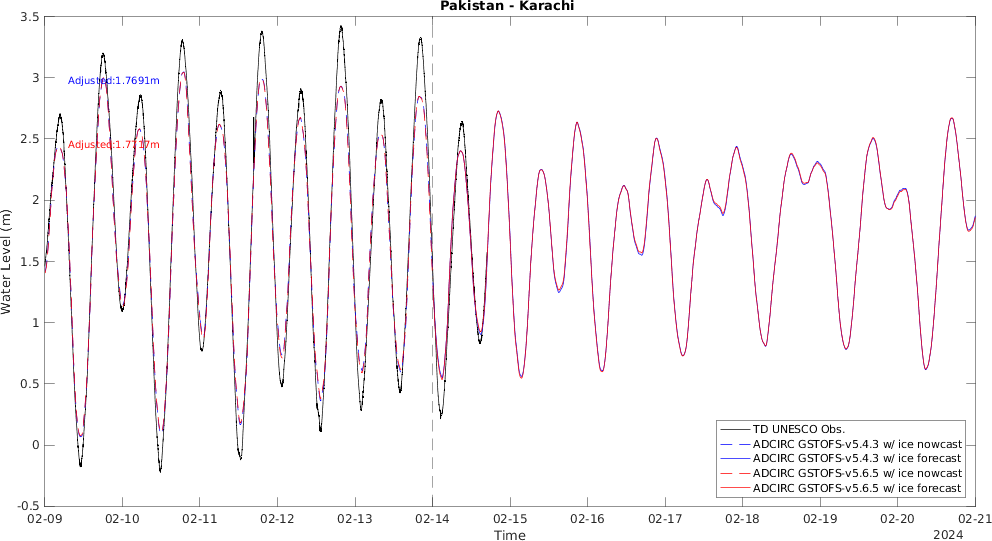 Pakistan - Karachi
3.5
3
2.5
2
1.5
1
0.5
0
-0.5
Water Level (m)
Adjusted:1.7691m
Adjusted:1.7717m
TD UNESCO Obs.
ADCIRC GSTOFS-v5.4.3 w/ ice nowcast
ADCIRC GSTOFS-v5.4.3 w/ ice forecast
ADCIRC GSTOFS-v5.6.5 w/ ice nowcast
ADCIRC GSTOFS-v5.6.5 w/ ice forecast
02-09 02-10 02-11 02-12 02-13 02-14 02-15 02-16 02-17 02-18 02-19 02-20 02-21
Time
2024